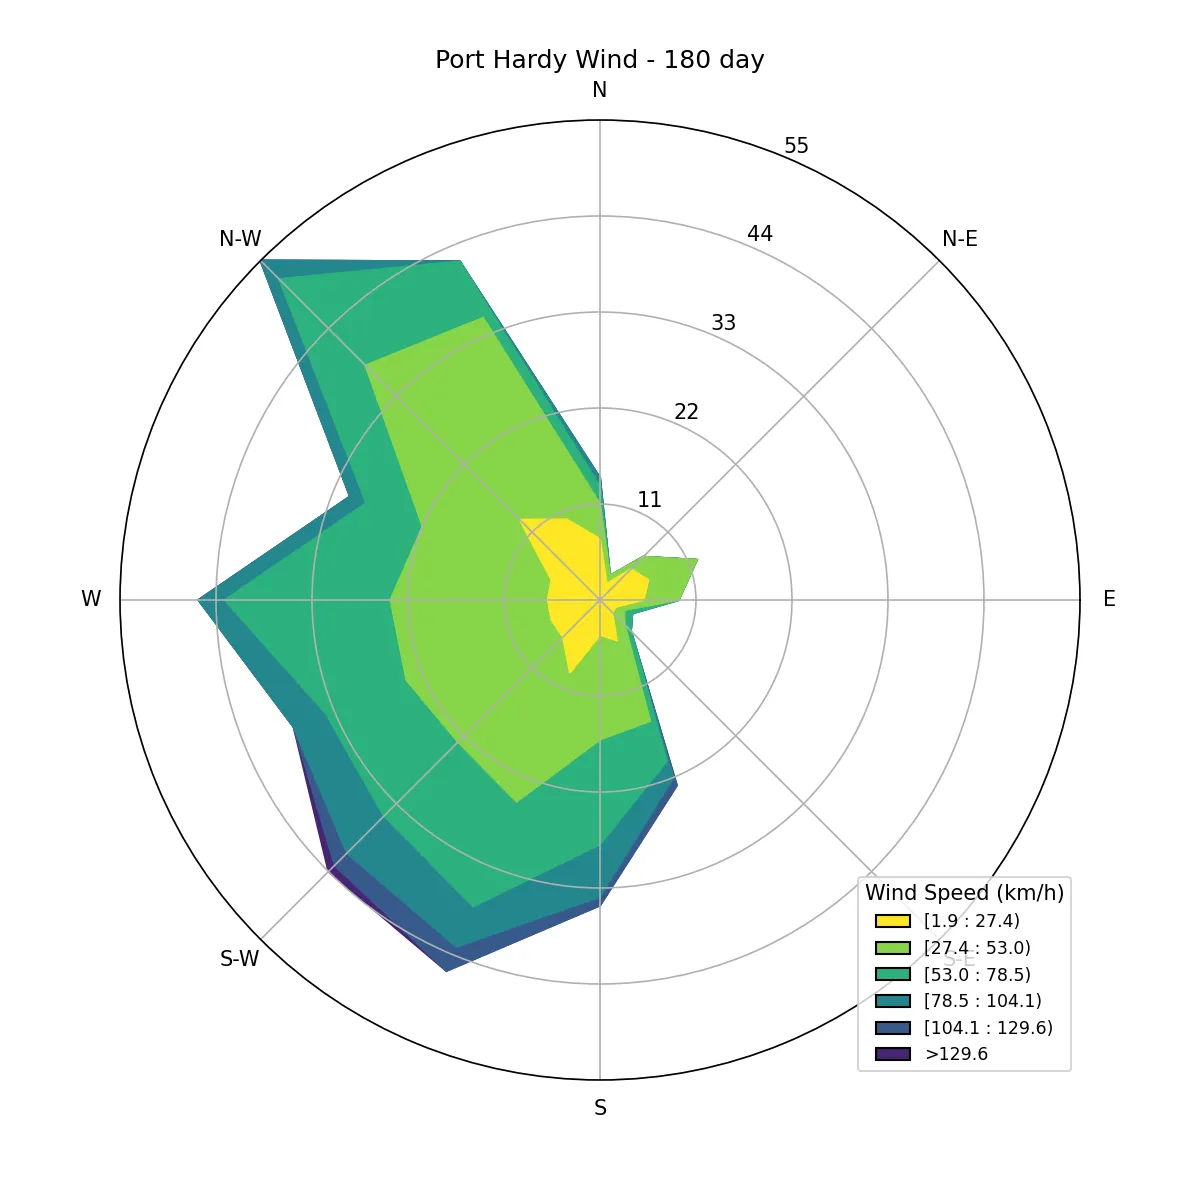 Port Hardy Wind - 180 day
N
55
N-W
44
N-E
33
22
11
W
E
S-W
S-E
S
Wind Speed (km/h)
[1.9 : 27.4)
[27.4 : 53.0)
[53.0 : 78.5)
[78.5 : 104.1)
[104.1 : 129.6)
>129.6